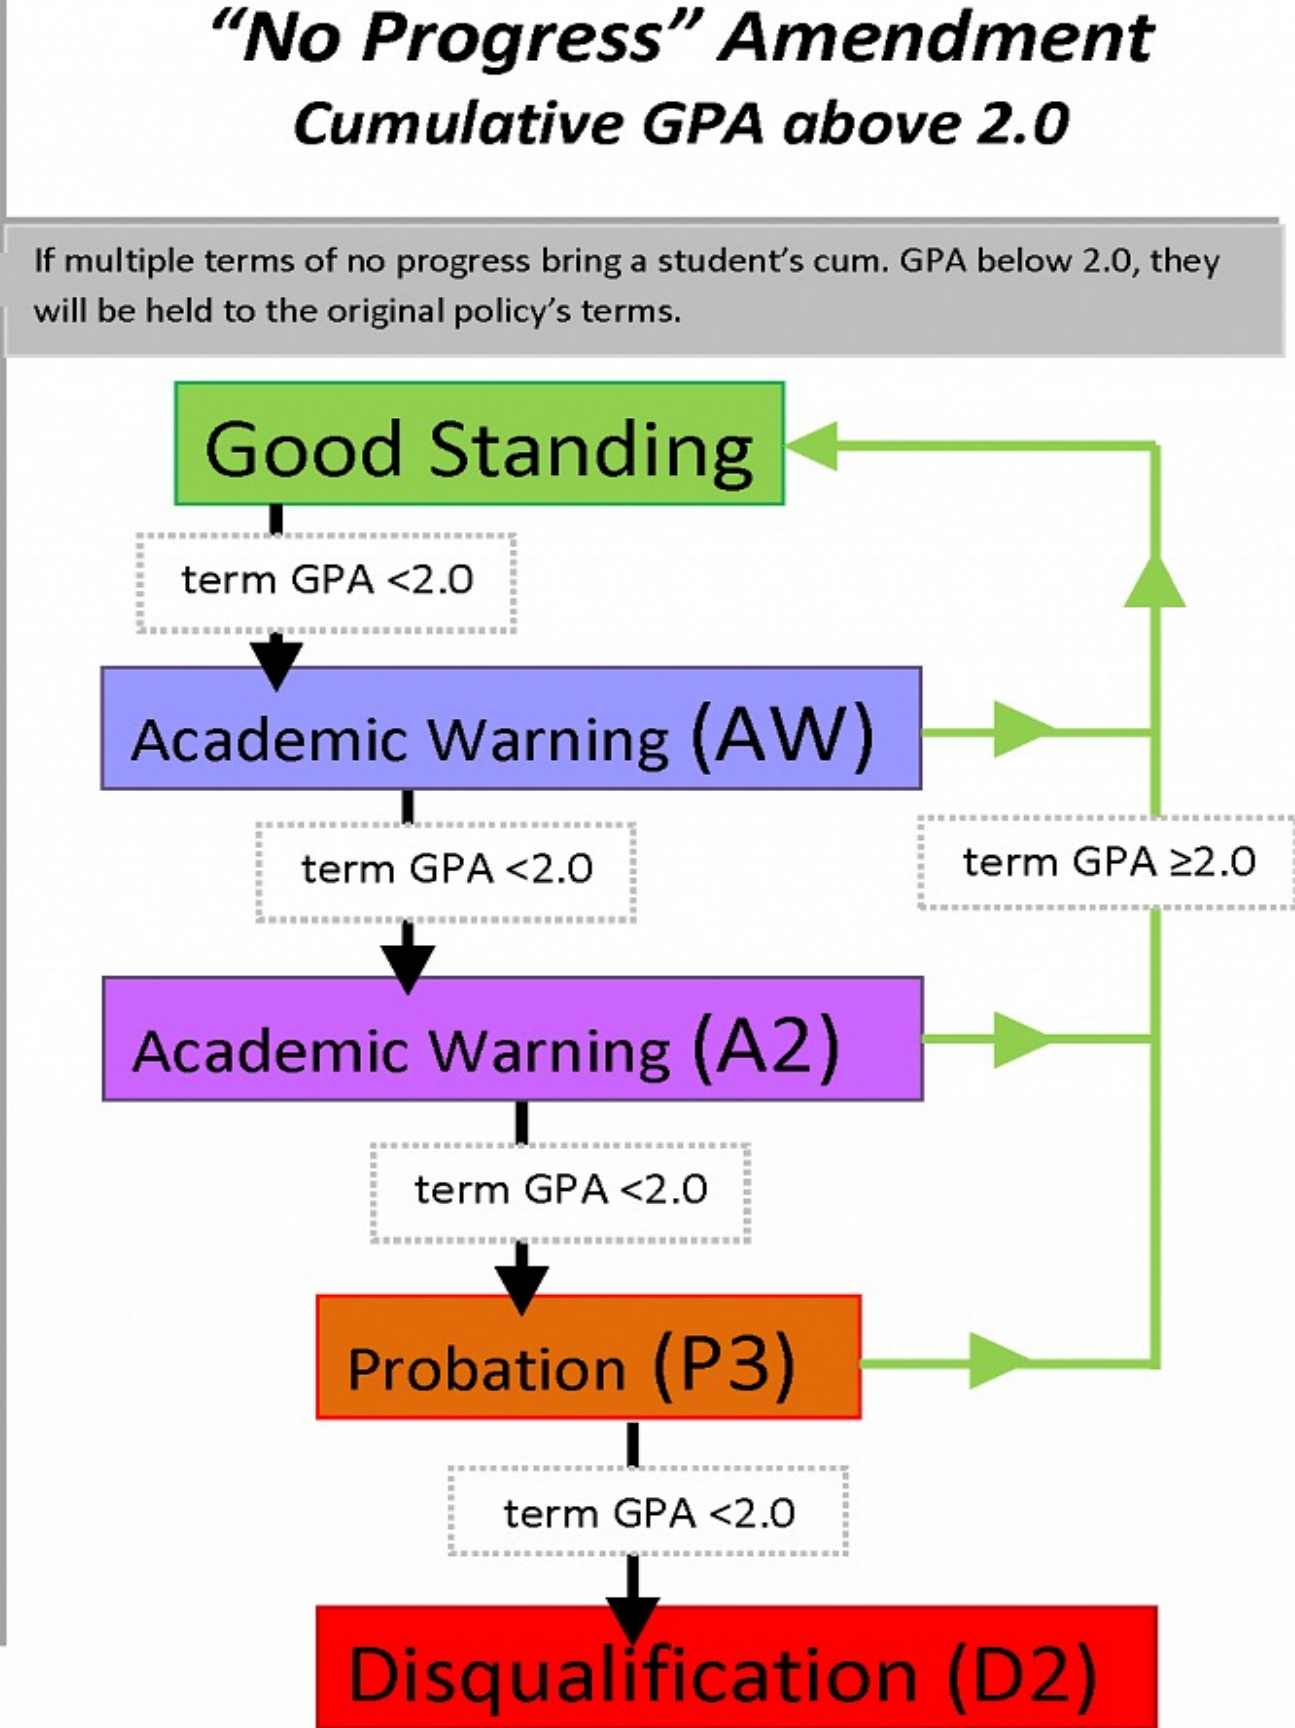 “No Progress” Amendment
Cumulative GPA above 2.0
If multiple terms of no progress bring a student’s cum. GPA below 2.0, they
will be held to the original policy’s terms.
Good Standing
term GPA <2.0
Academic Warning (AW)
term GPA <2.0
term GPA ≥2.0
Academic Warning (A2)
term GPA <2.0
Probation (P3)
term GPA <2.0
Disqualification (D2)